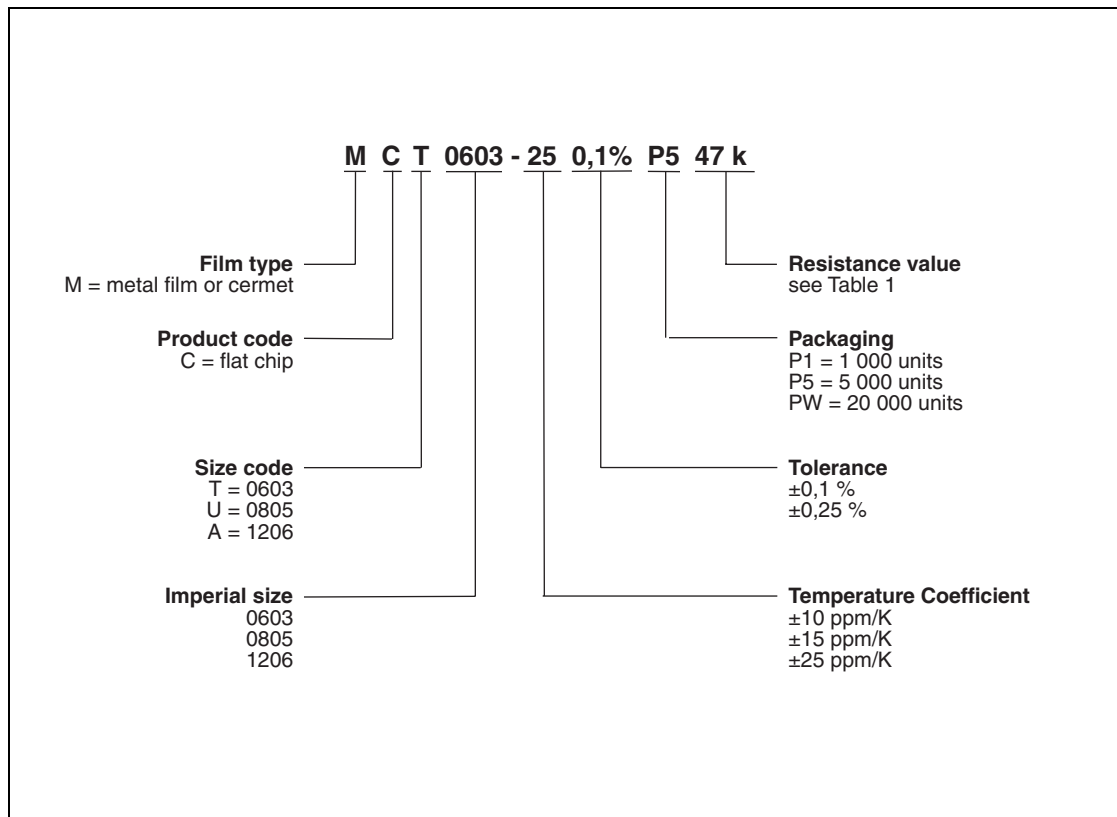 M C T 0603 - 25 0,1% P5 47 k
Film type
M = metal film or cermet
Product code
C = flat chip
Size code
T = 0603
U = 0805
A = 1206
Imperial size
0603
0805
1206
Resistance value
see Table 1
Packaging
P1 = 1 000 units
P5 = 5 000 units
PW = 20 000 units
Tolerance
±0,1 %
±0,25 %
Temperature Coefficient
±10 ppm/K
±15 ppm/K
±25 ppm/K